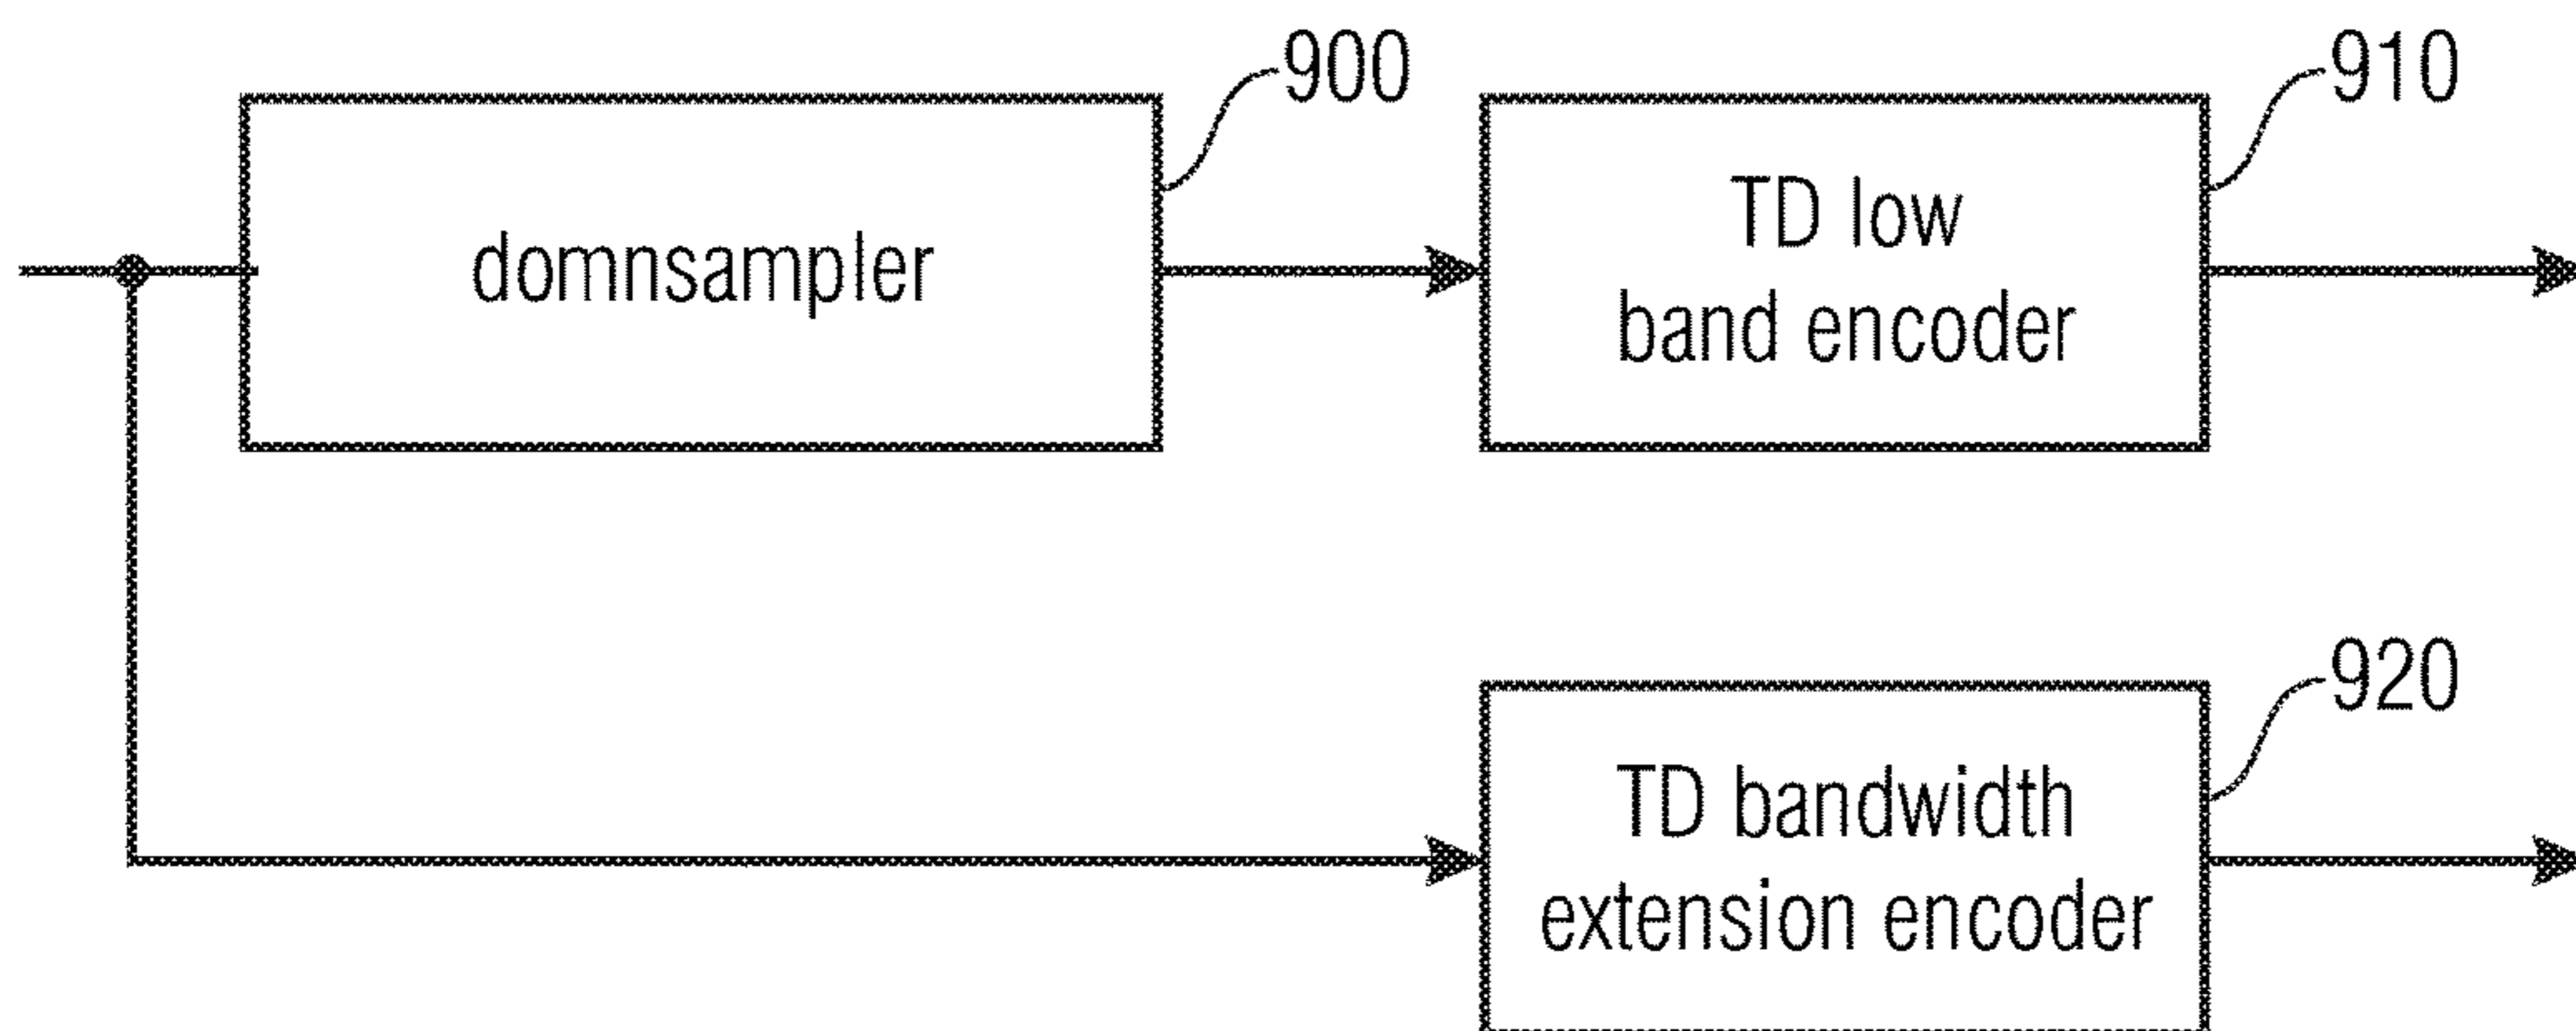 900
domnsampler
910
TD low
band encoder
920
TD bandwidth
extension encoder